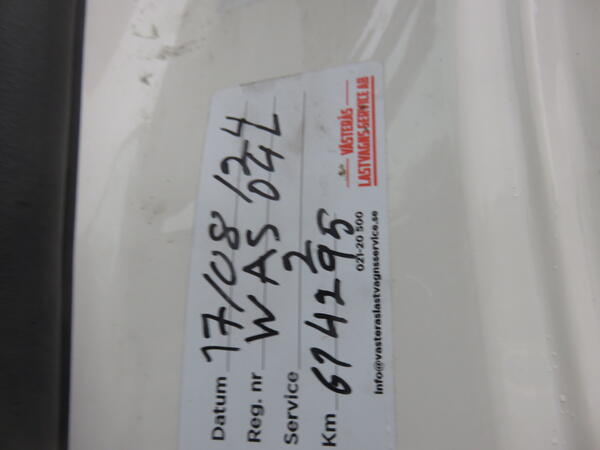 Datum 17/08/24
Reg. nr WAS 04L
Service 2
Km 674295
VÄSTERÅS
LASTVAGNS-SERVICE AB
021-20 500
info@vasteraslastvagnsservice.se